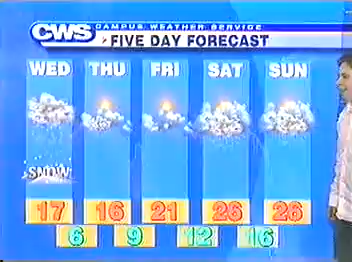 CWS CAMPUS WEATHER SERVICE
FIVE DAY FORECAST
WED THU FRI SAT SUN
SNOW
17 16 21 26 26
6 9 12 16